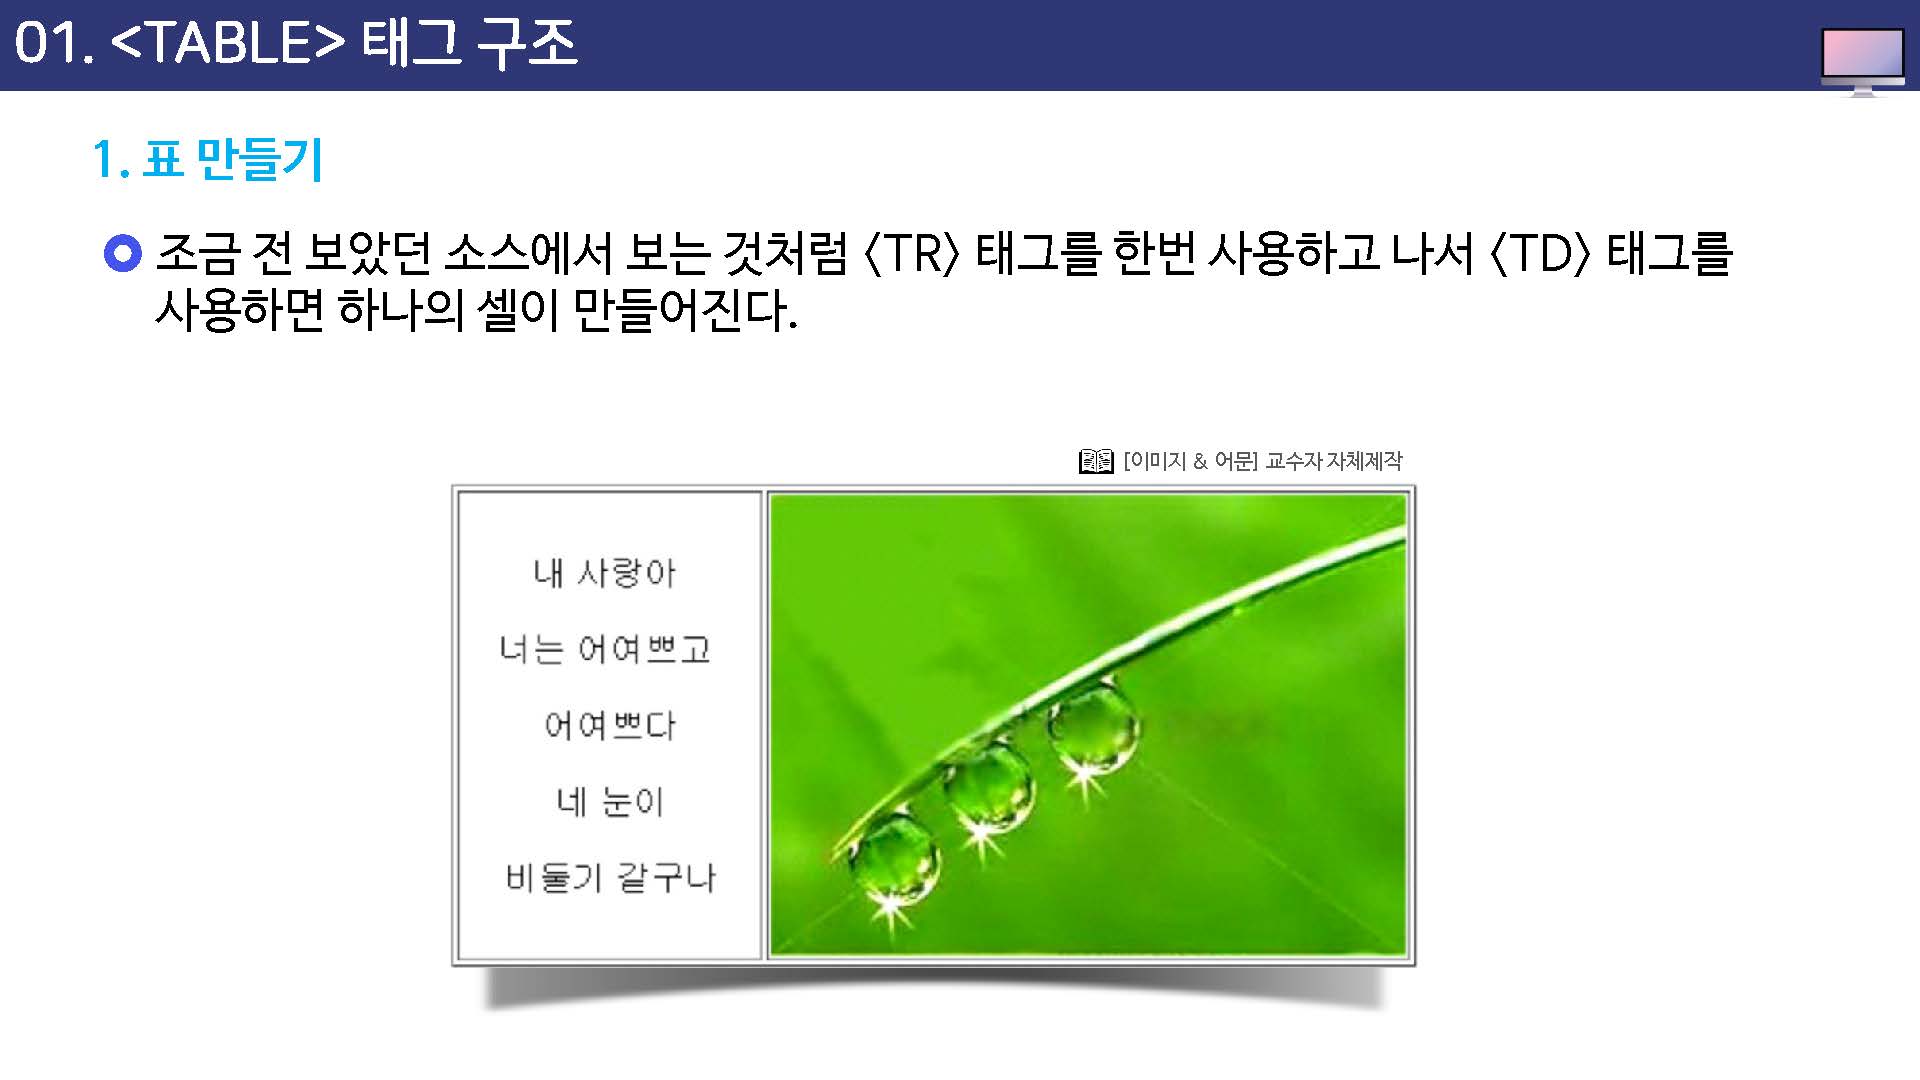 01. <TABLE> 태그 구조
1. 표 만들기
조금 전 보았던 소스에서 보는 것처럼 〈TR〉 태그를 한번 사용하고 나서 〈TD〉 태그를
사용하면 하나의 셀이 만들어진다.
[이미지 & 어문] 교수자 자체제작
내 사랑아
너는 어여쁘고
어여쁘다
네 눈이
비둘기 같구나